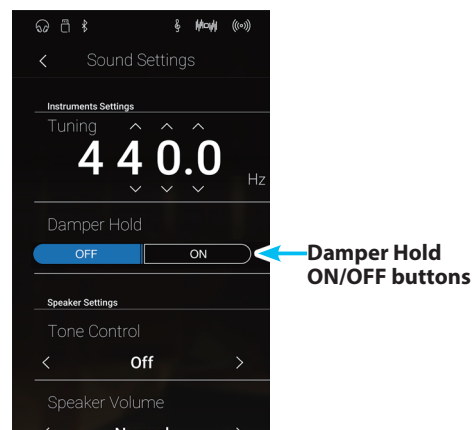 Sound Settings
Instruments Settings
Tuning
440.0
Hz
Damper Hold
OFF ON
Damper Hold
ON/OFF buttons
Speaker Settings
Tone Control
Off
Speaker Volume